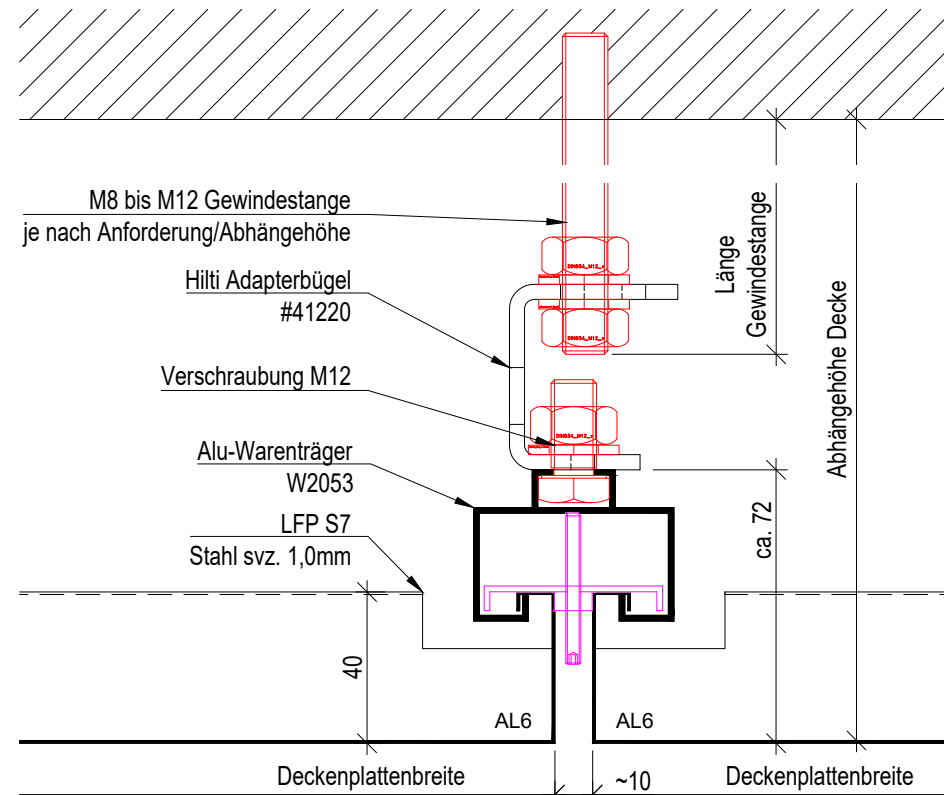 M8 bis M12 Gewindestange
je nach Anforderung/Abhängehöhe
Hilti Adapterbügel
#41220
Verschraubung M12
Alu-Warenträger
W2053
LFP S7
Stahl svz. 1,0mm
Länge
Gewindestange
Abhängehöhe Decke
ca. 72
40
AL6
AL6
Deckenplattenbreite
~10
Deckenplattenbreite